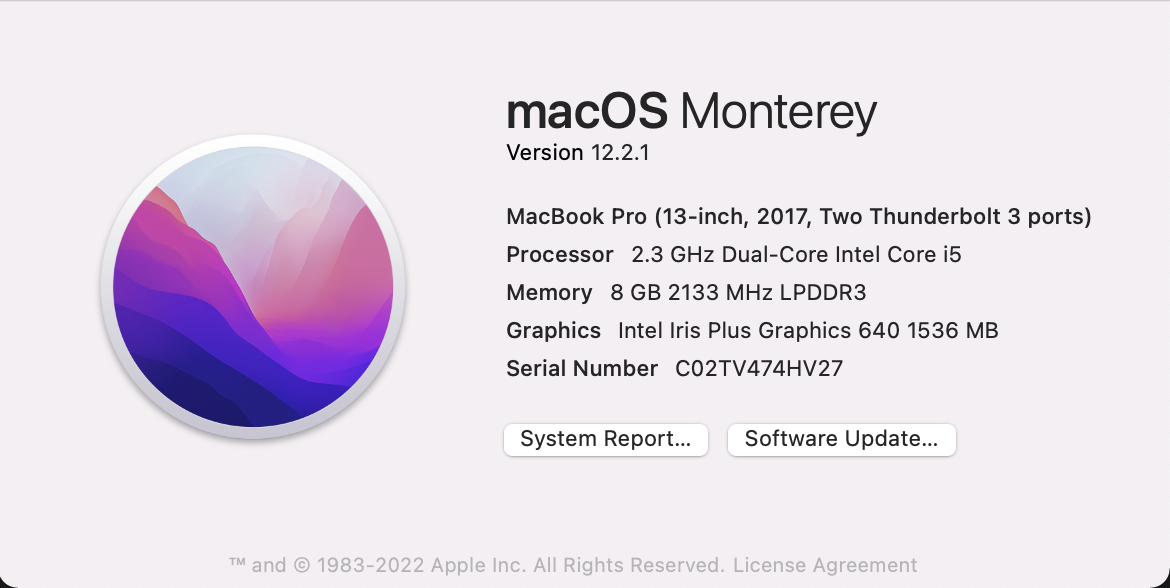 macOS Monterey
Version 12.2.1
MacBook Pro (13-inch, 2017, Two Thunderbolt 3 ports)
Processor 2.3 GHz Dual-Core Intel Core i5
Memory 8 GB 2133 MHz LPDDR3
Graphics Intel Iris Plus Graphics 640 1536 MB
Serial Number C02TV474HV27
System Report... Software Update...
™ and © 1983-2022 Apple Inc. All Rights Reserved. License Agreement